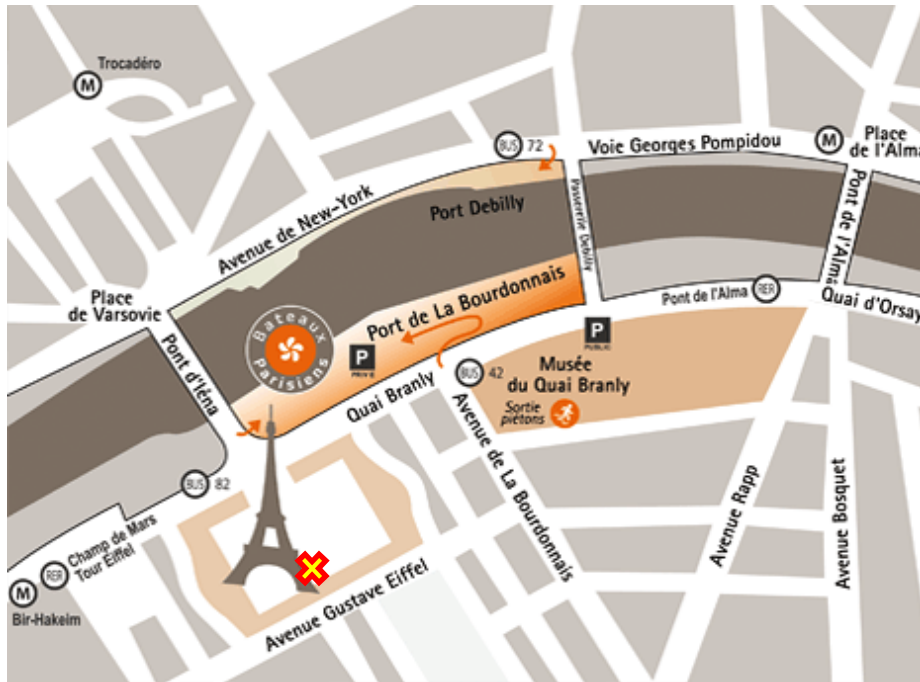 Trocadéro
M
BUS 72
Voie Georges Pompidou
M
Place
de l'Alma
Avenue de New-York
Port Debilly
Passerelle Debilly
Pont de l'Alma
Place
de Varsovie
Pont d'Iéna
Bateaux
Parisiens
Port de La Bourdonnais
P
PRIVÉ
Pont de l'Alma
RER
Quai d'Orsay
P
PUBLIC
Quai Branly
BUS 42
Musée
du Quai Branly
Sortie
piétons
Avenue de La Bourdonnais
Avenue Rapp
Avenue Bosquet
BUS 82
RER
Champ de Mars
Tour Eiffel
M
Bir-Hakeim
Avenue Gustave Eiffel